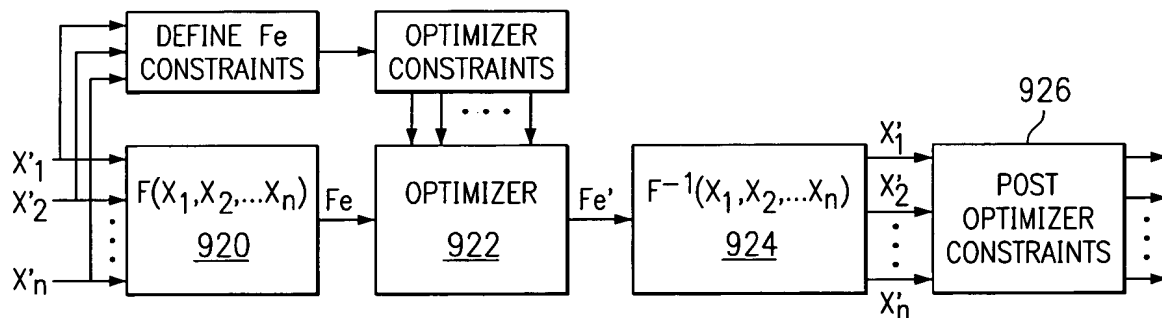 DEFINE Fe
CONSTRAINTS
OPTIMIZER
CONSTRAINTS
926
X'1
X'2
X'n
F(X1,X2,...Xn)
920
Fe
OPTIMIZER
922
Fe'
F-1(X1,X2,...Xn)
924
X'1
X'2
X'n
POST
OPTIMIZER
CONSTRAINTS